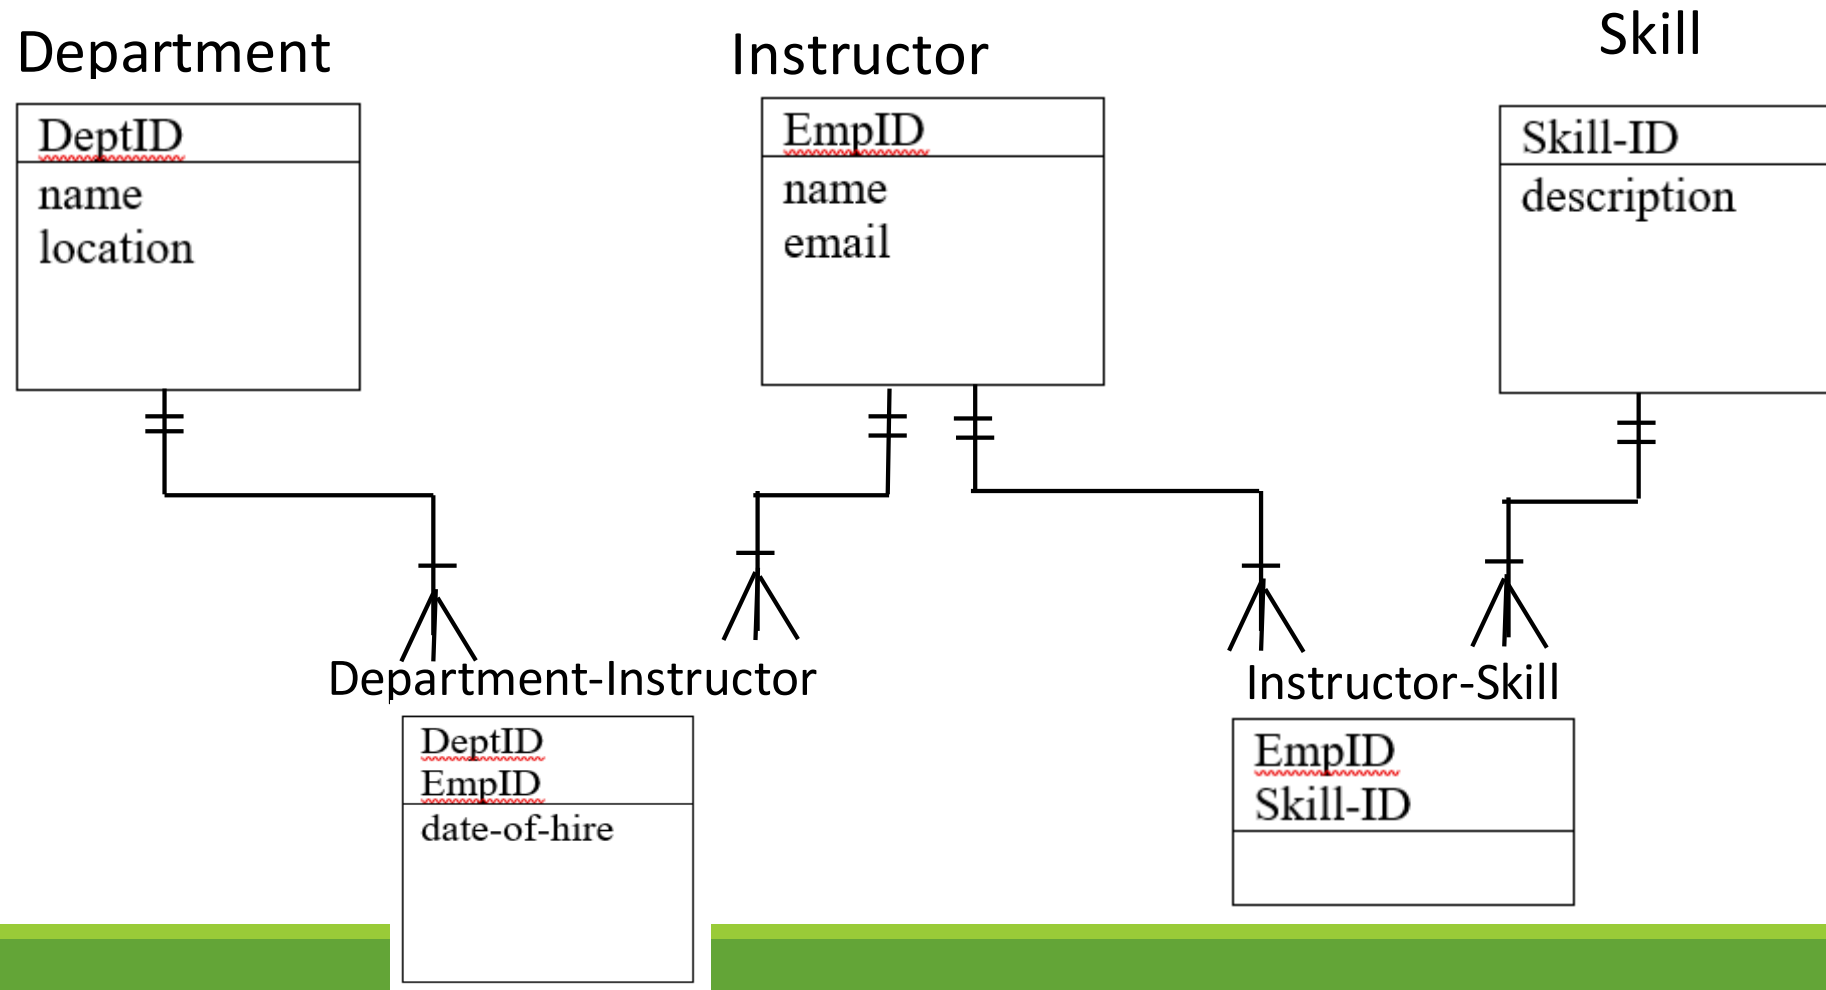 Department
DeptID
name
location
Instructor
EmpID
name
email
Skill
Skill-ID
description
Department-Instructor
DeptID
EmpID
date-of-hire
Instructor-Skill
EmpID
Skill-ID